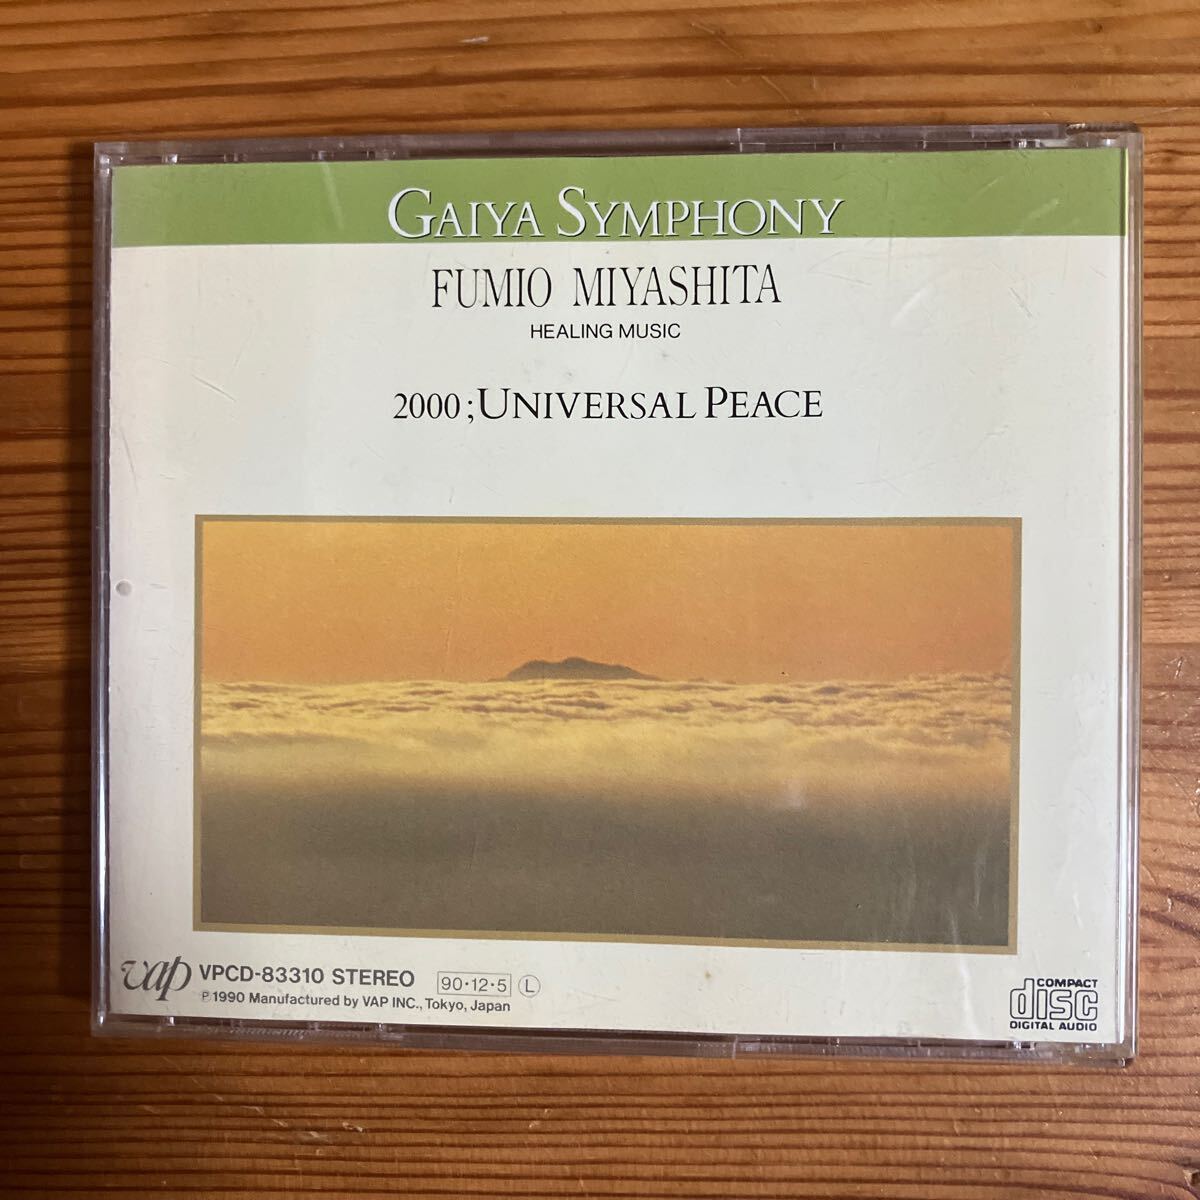 GAIYA SYMPHONY
FUMIO MIYASHITA
HEALING MUSIC
2000;UNIVERSAL PEACE
vap VPCD-83310 STEREO 90·12·5 Ⓛ
℗1990 Manufactured by VAP INC., Tokyo, Japan
COMPACT
disc
DIGITAL AUDIO